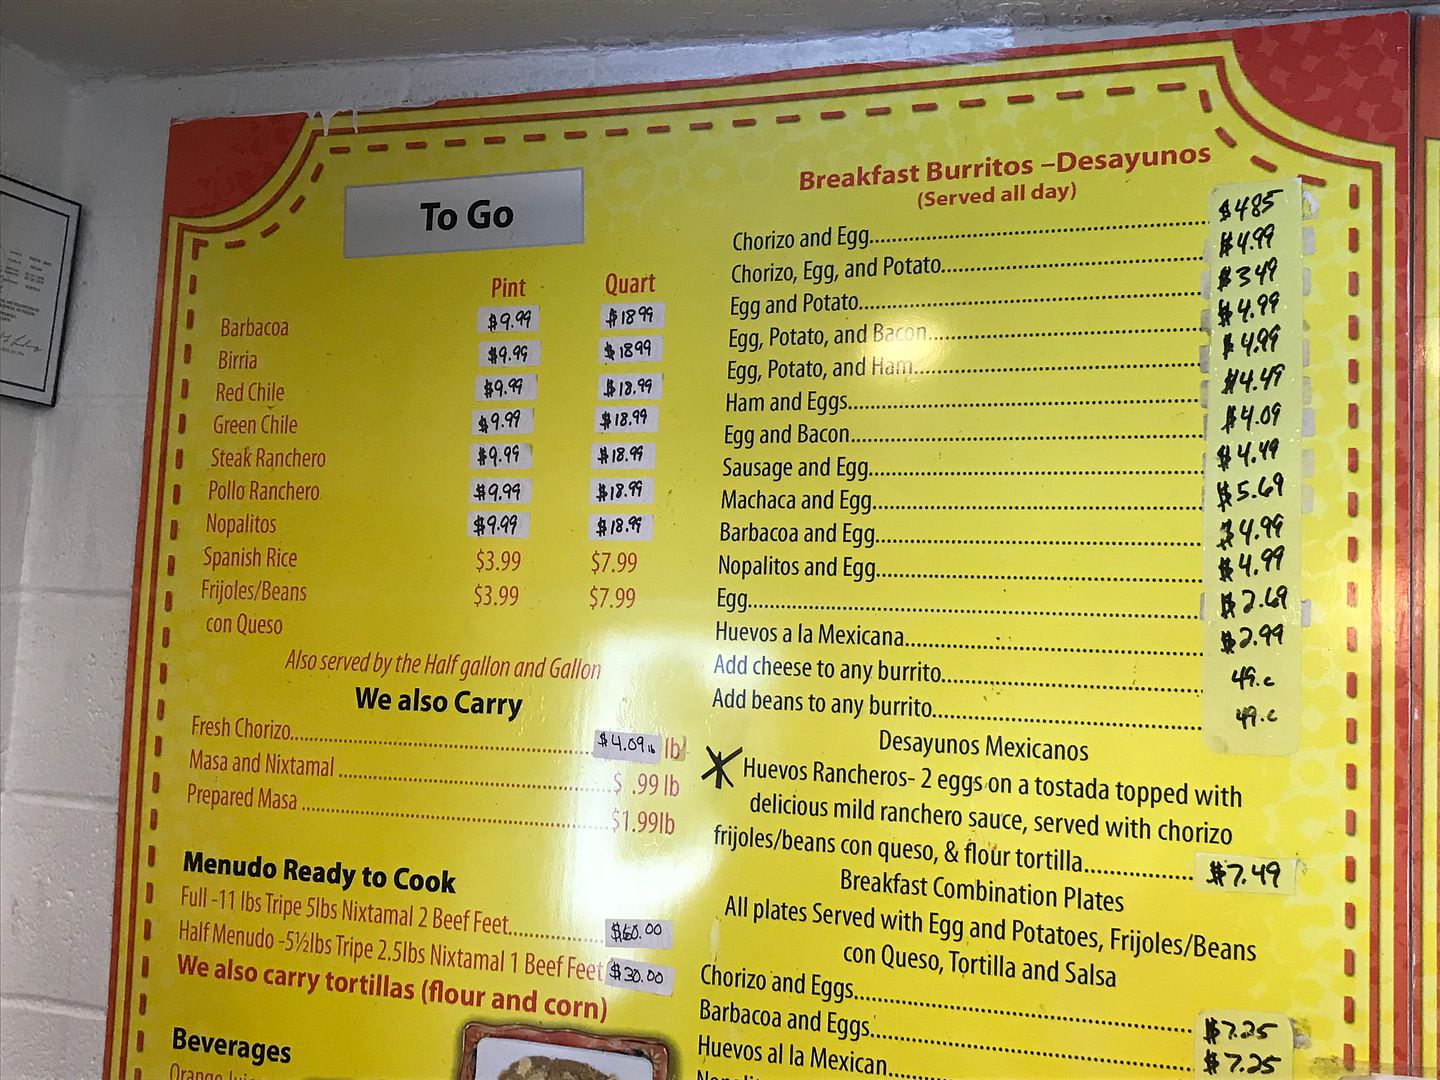 To Go
Pint Quart
Barbacoa $9.99 $18.99
Birria $9.99 $18.99
Red Chile $9.99 $18.99
Green Chile $9.99 $18.99
Steak Ranchero $9.99 $18.99
Pollo Ranchero $9.99 $18.99
Nopalitos $9.99 $18.99
Spanish Rice $3.99 $7.99
Frijoles/Beans $3.99 $7.99
con Queso
Also served by the Half gallon and Gallon
We also Carry
Fresh Chorizo $4.09 lb lb
Masa and Nixtamal $ .99 lb
Prepared Masa $1.99lb
Menudo Ready to Cook
Full -11 lbs Tripe 5lbs Nixtamal 2 Beef Feet $60.00
Half Menudo -5½lbs Tripe 2.5lbs Nixtamal 1 Beef Feet $30.00
We also carry tortillas (flour and corn)
Beverages
Breakfast Burritos –Desayunos
(Served all day)
Chorizo and Egg $4.85
Chorizo, Egg, and Potato $4.99
Egg and Potato $3.49
Egg, Potato, and Bacon $4.99
Egg, Potato, and Ham $4.99
Ham and Eggs $4.49
Egg and Bacon $4.09
Sausage and Egg $4.49
Machaca and Egg $5.69
Barbacoa and Egg $4.99
Nopalitos and Egg $4.99
Egg $2.69
Huevos a la Mexicana $2.99
Add cheese to any burrito 49.c
Add beans to any burrito 49.c
Desayunos Mexicanos
Huevos Rancheros- 2 eggs on a tostada topped with
delicious mild ranchero sauce, served with chorizo
frijoles/beans con queso, & flour tortilla $7.49
Breakfast Combination Plates
All plates Served with Egg and Potatoes, Frijoles/Beans
con Queso, Tortilla and Salsa
Chorizo and Eggs $7.25
Barbacoa and Eggs $7.25
Huevos al la Mexican